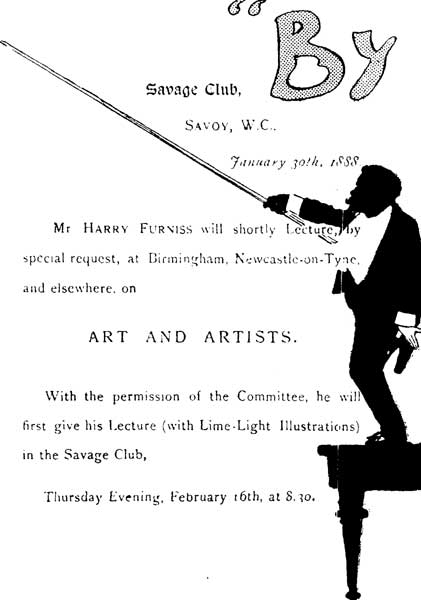 "By
Savage Club,
SAVOY, W.C.,
January 30th, 1888.
Mr HARRY FURNISS will shortly Lecture, by
special request, at Birmingham, Newcastle-on-Tyne,
and elsewhere, on
ART AND ARTISTS.
With the permission of the Committee, he will
first give his Lecture (with Lime-Light Illustrations)
in the Savage Club,
Thursday Evening, February 16th, at 8.30.